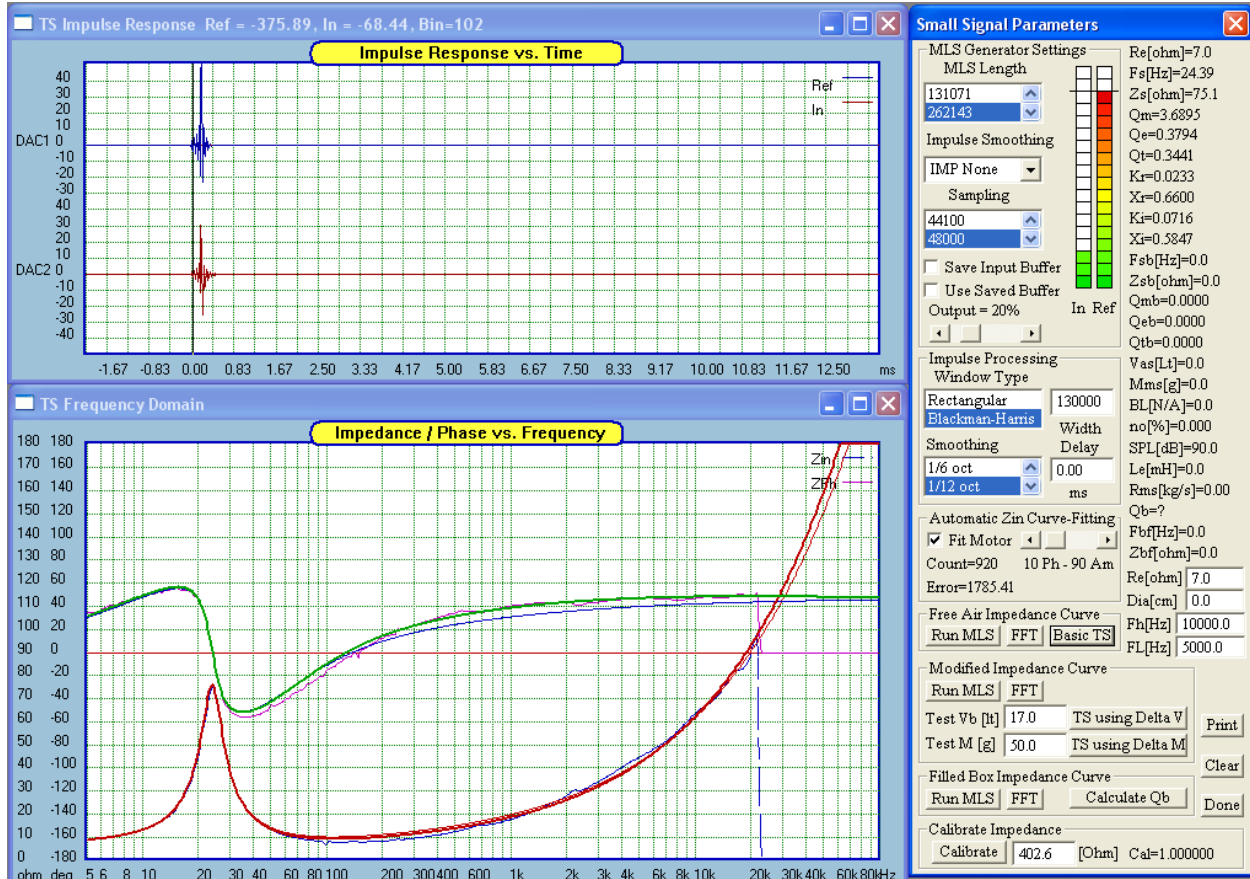 TS Impulse Response Ref = -375.89, In = -68.44, Bin=102
Impulse Response vs. Time
Ref
In
40
30
20
10
DAC1 0
-10
-20
-30
40
30
20
10
DAC2 0
-10
-20
-30
-40
-1.67 -0.83 0.00 0.83 1.67 2.50 3.33 4.17 5.00 5.83 6.67 7.50 8.33 9.17 10.00 10.83 11.67 12.50 ms
TS Frequency Domain
Impedance / Phase vs. Frequency
Zin
ZPh
180 180
170 160
160 140
150 120
140 100
130 80
120 60
110 40
100 20
90 0
80 -20
70 -40
60 -60
50 -80
40 -100
30 -120
20 -140
10 -160
0 -180
ohm deg 5 6 8 10 20 30 40 60 80100 200 300400 600 1k 2k 3k 4k 6k 8k 10k 20k 30k40k 60k80kHz
Small Signal Parameters
MLS Generator Settings
MLS Length
131071
262143
Impulse Smoothing
IMP None
Sampling
44100
48000
Save Input Buffer
Use Saved Buffer
Output = 20%
In Ref
Impulse Processing
Window Type
Rectangular
Blackman-Harris
130000
Width
Smoothing
Delay
1/6 oct
1/12 oct
0.00
ms
Automatic Zin Curve-Fitting
Fit Motor
Count=920 10 Ph - 90 Am
Error=1785.41
Free Air Impedance Curve
Run MLS FFT Basic TS
Modified Impedance Curve
Run MLS FFT
Test Vb [lt] 17.0 TS using Delta V
Test M [g] 50.0 TS using Delta M
Filled Box Impedance Curve
Run MLS FFT Calculate Qb
Calibrate Impedance
Calibrate 402.6 [Ohm] Cal=1.000000
Re[ohm]=7.0
Fs[Hz]=24.39
Zs[ohm]=75.1
Qm=3.6895
Qe=0.3794
Qt=0.3441
Kr=0.0233
Xr=0.6600
Ki=0.0716
Xi=0.5847
Fsb[Hz]=0.0
Zsb[ohm]=0.0
Qmb=0.0000
Qeb=0.0000
Qtb=0.0000
Vas[Lt]=0.0
Mms[g]=0.0
BL[N/A]=0.0
no[%]=0.000
SPL[dB]=90.0
Le[mH]=0.0
Rms[kg/s]=0.00
Qb=?
Fbf[Hz]=0.0
Zbf[ohm]=0.0
Re[ohm] 7.0
Dia[cm] 0.0
Fh[Hz] 10000.0
FL[Hz] 5000.0
Print
Clear
Done